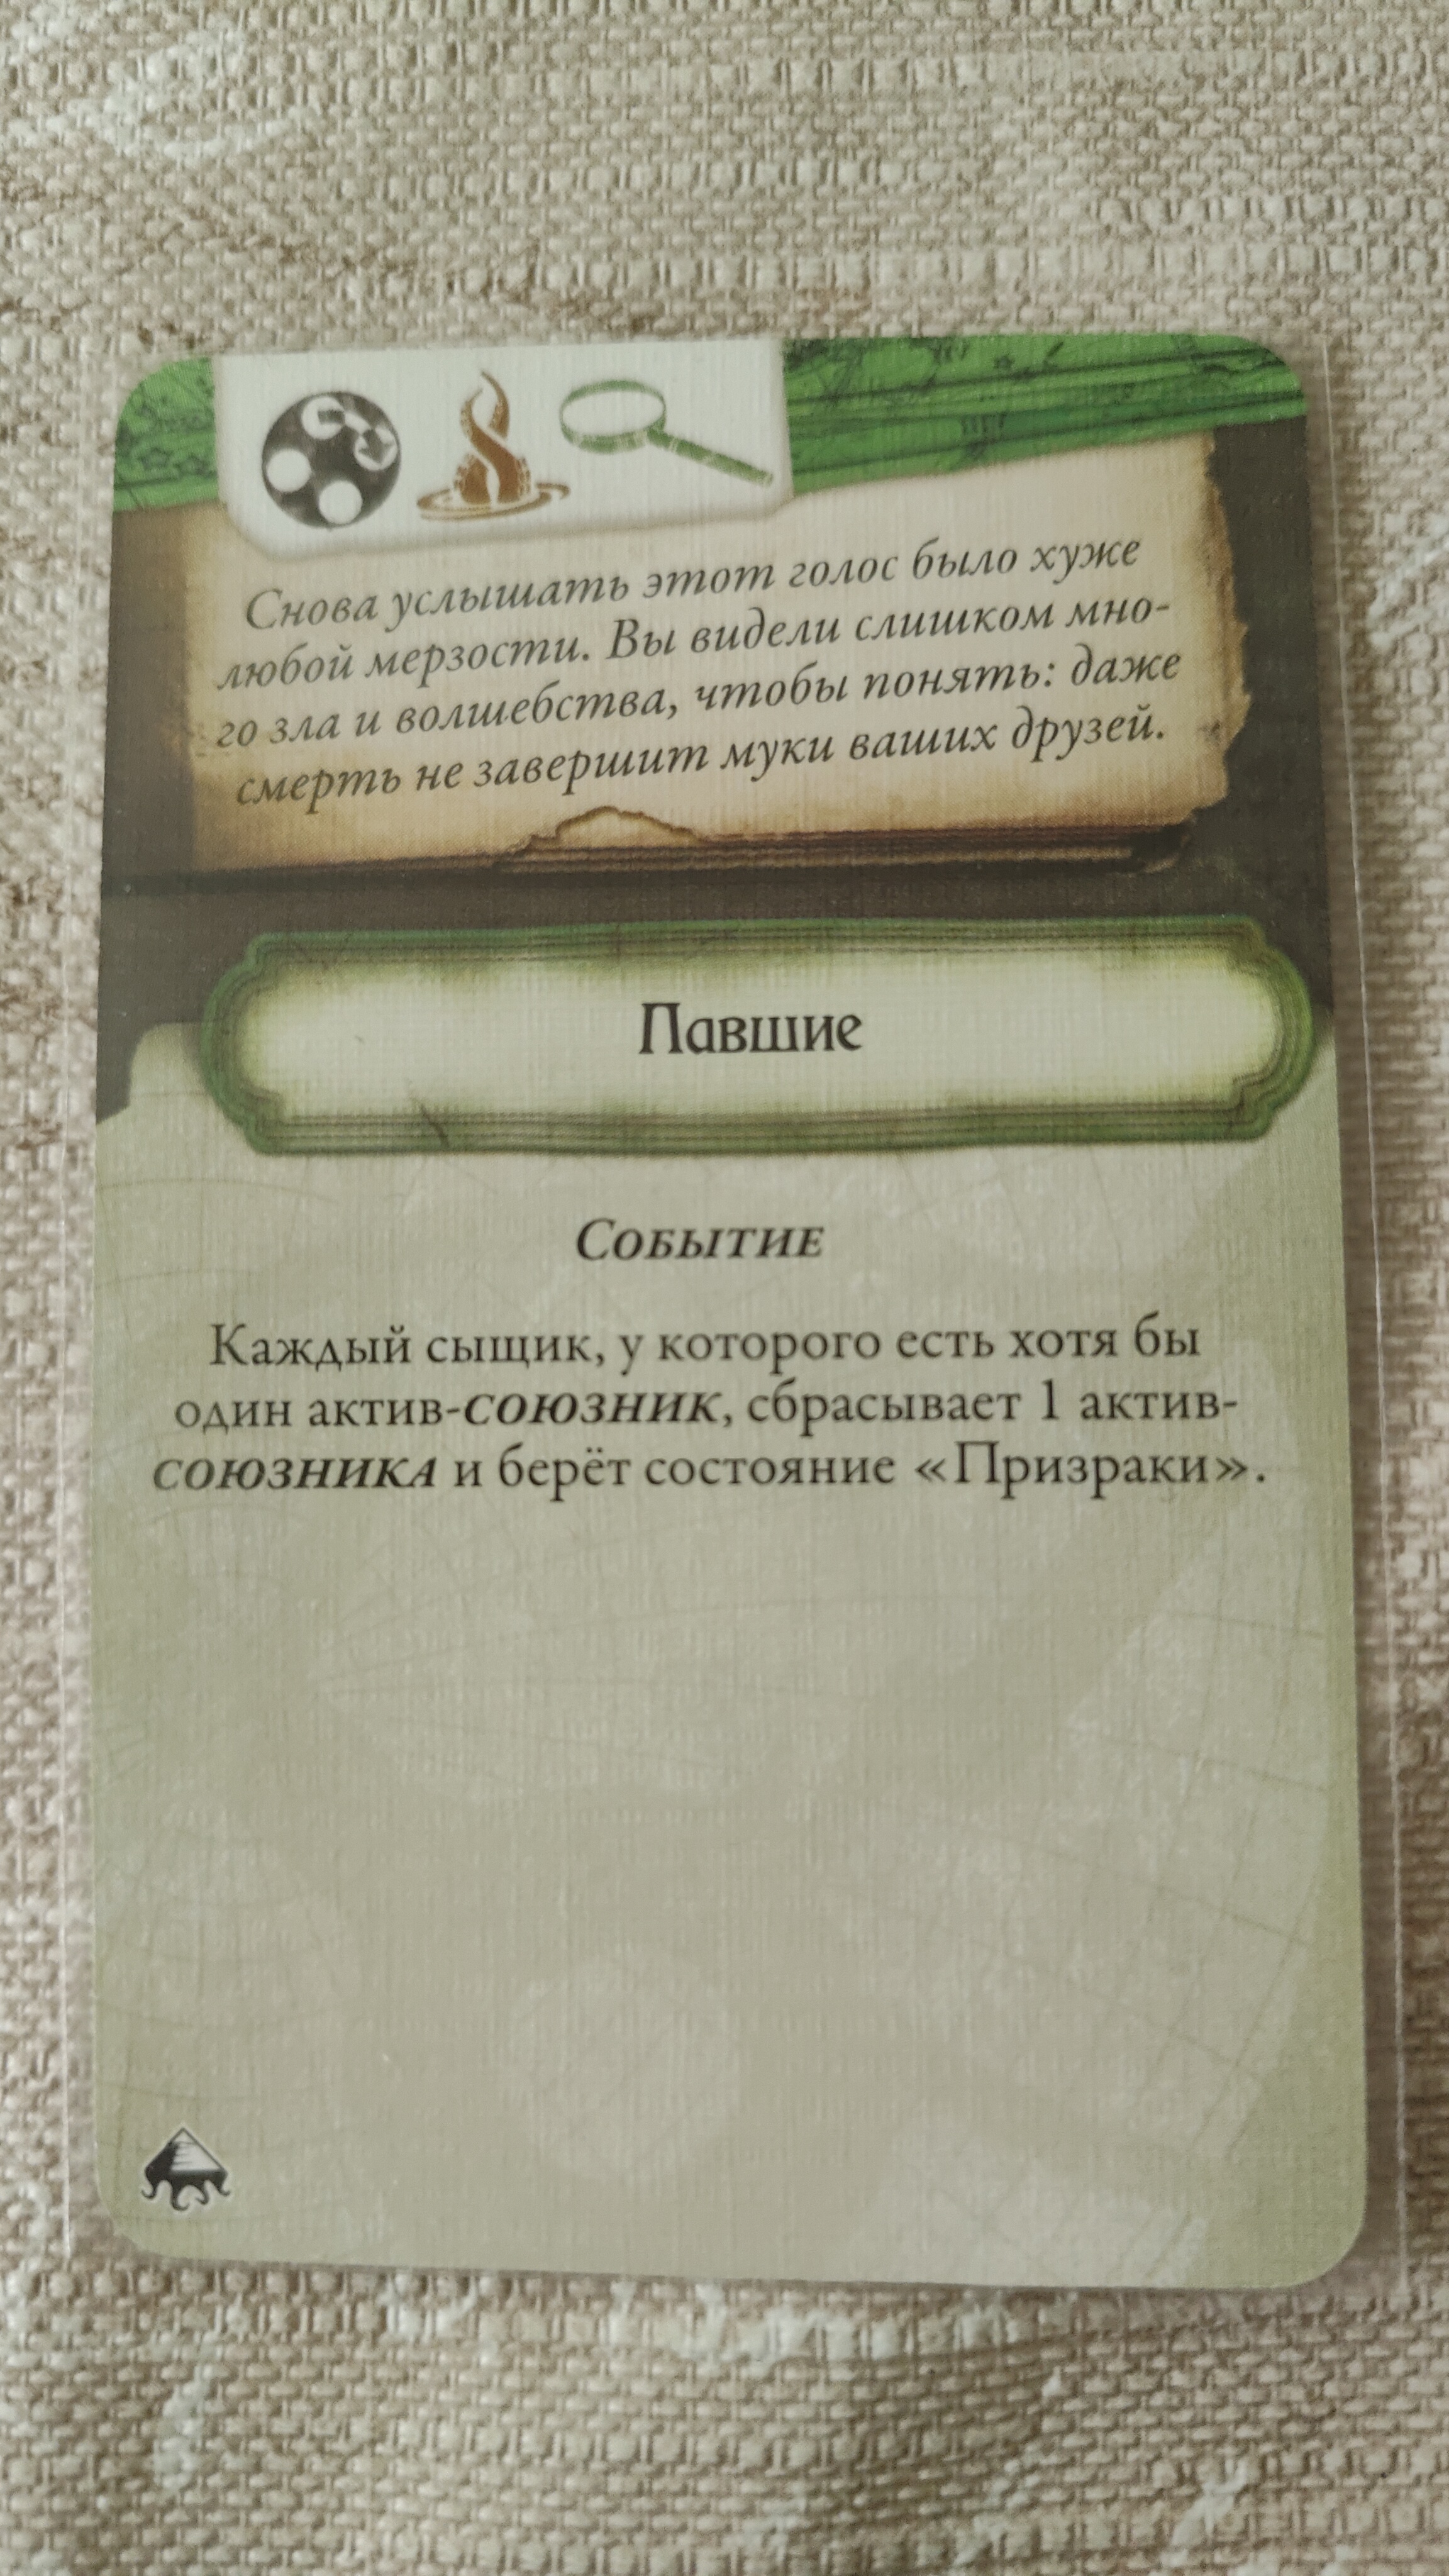 Снова услышать этот голос было хуже
любой мерзости. Вы видели слишком мно-
го зла и волшебства, чтобы понять: даже
смерть не завершит муки ваших друзей.
Павшие
Событие
Каждый сыщик, у которого есть хотя бы
один актив-союзник, сбрасывает 1 актив-
союзника и берёт состояние «Призраки».